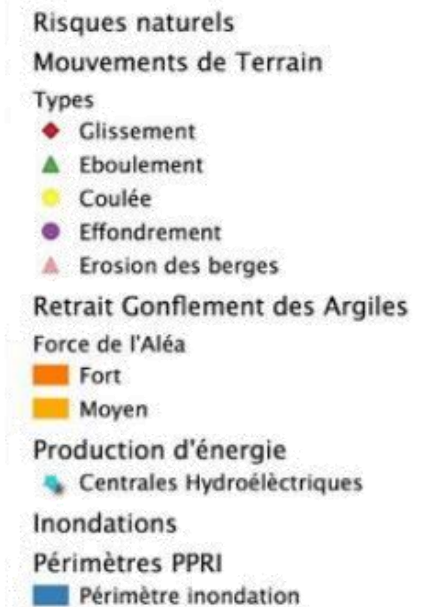 Risques naturels
Mouvements de Terrain
Types
Glissement
Eboulement
Coulée
Effondrement
Erosion des berges
Retrait Gonflement des Argiles
Force de l'Aléa
Fort
Moyen
Production d'énergie
Centrales Hydroélèctriques
Inondations
Périmètres PPRI
Périmètre inondation